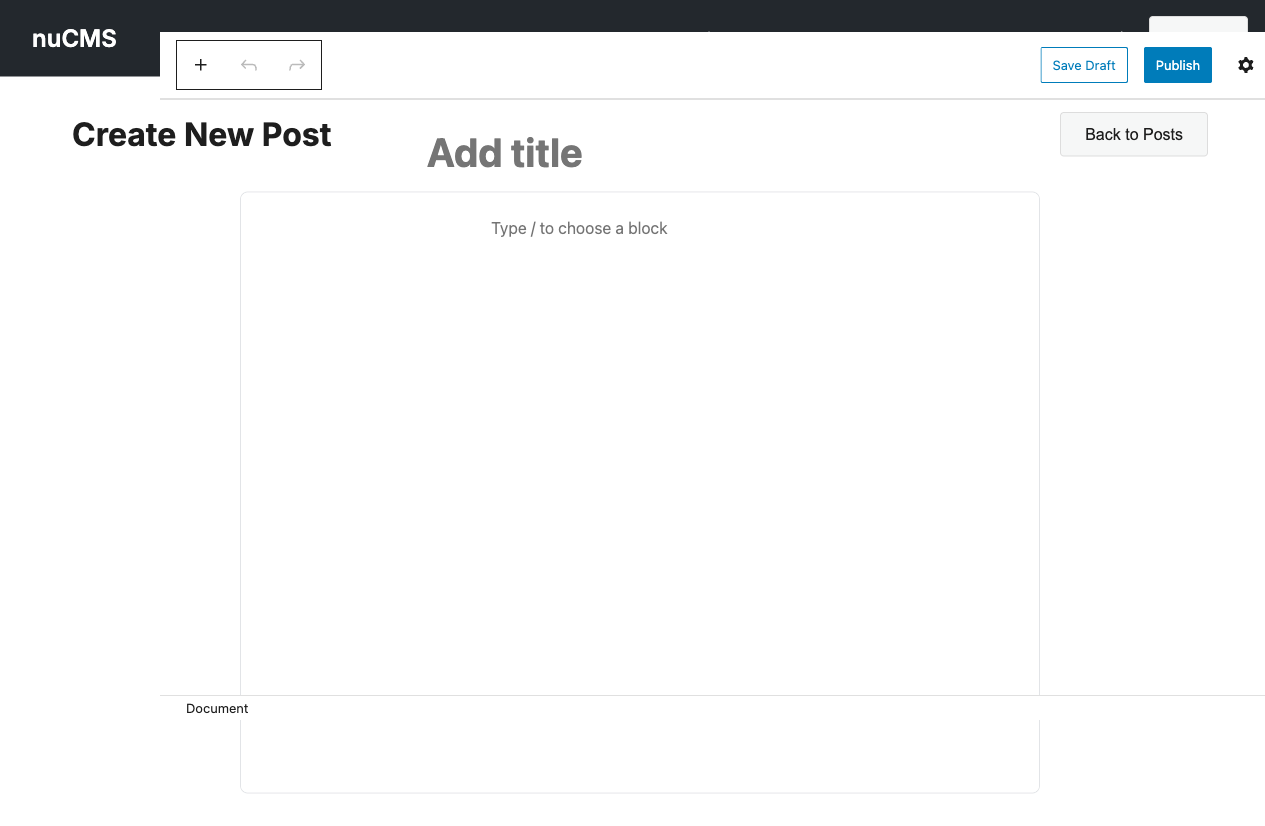 nuCMS
Save Draft
Publish
Create New Post
Add title
Back to Posts
Type / to choose a block
Document